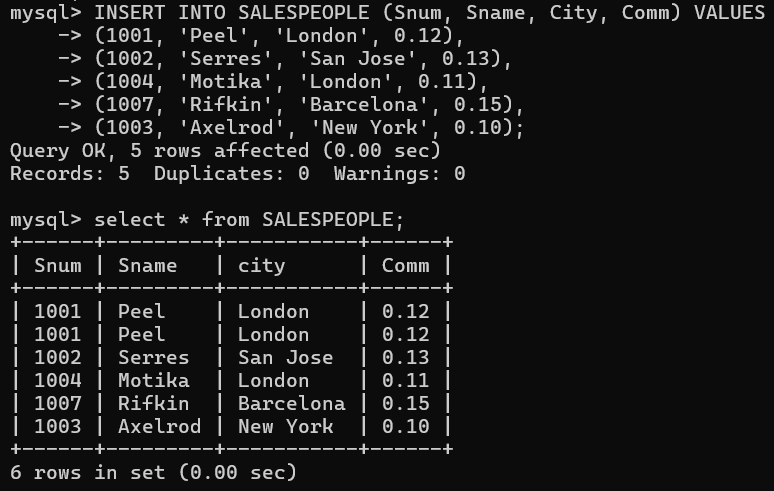 mysql> INSERT INTO SALESPEOPLE (Snum, Sname, City, Comm) VALUES
    -> (1001, 'Peel', 'London', 0.12),
    -> (1002, 'Serres', 'San Jose', 0.13),
    -> (1004, 'Motika', 'London', 0.11),
    -> (1007, 'Rifkin', 'Barcelona', 0.15),
    -> (1003, 'Axelrod', 'New York', 0.10);
Query OK, 5 rows affected (0.00 sec)
Records: 5  Duplicates: 0  Warnings: 0

mysql> select * from SALESPEOPLE;
+------+---------+-----------+------+
| Snum | Sname   | city      | Comm |
+------+---------+-----------+------+
| 1001 | Peel    | London    | 0.12 |
| 1001 | Peel    | London    | 0.12 |
| 1002 | Serres  | San Jose  | 0.13 |
| 1004 | Motika  | London    | 0.11 |
| 1007 | Rifkin  | Barcelona | 0.15 |
| 1003 | Axelrod | New York  | 0.10 |
+------+---------+-----------+------+
6 rows in set (0.00 sec)